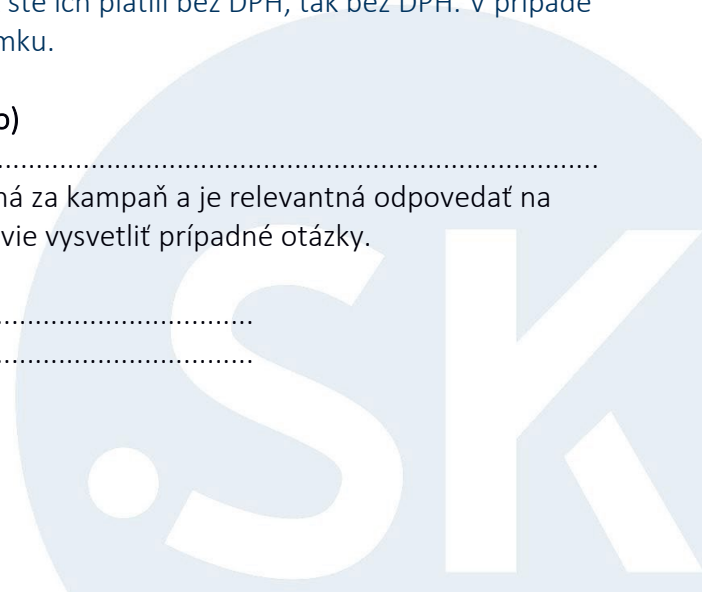 ste ich platili bez DPH, tak bez DPH. V prípade
mku.
o)
......................................................................................
ná za kampaň a je relevantná odpovedať na
vie vysvetliť prípadné otázky.
...................................
...................................
.SK